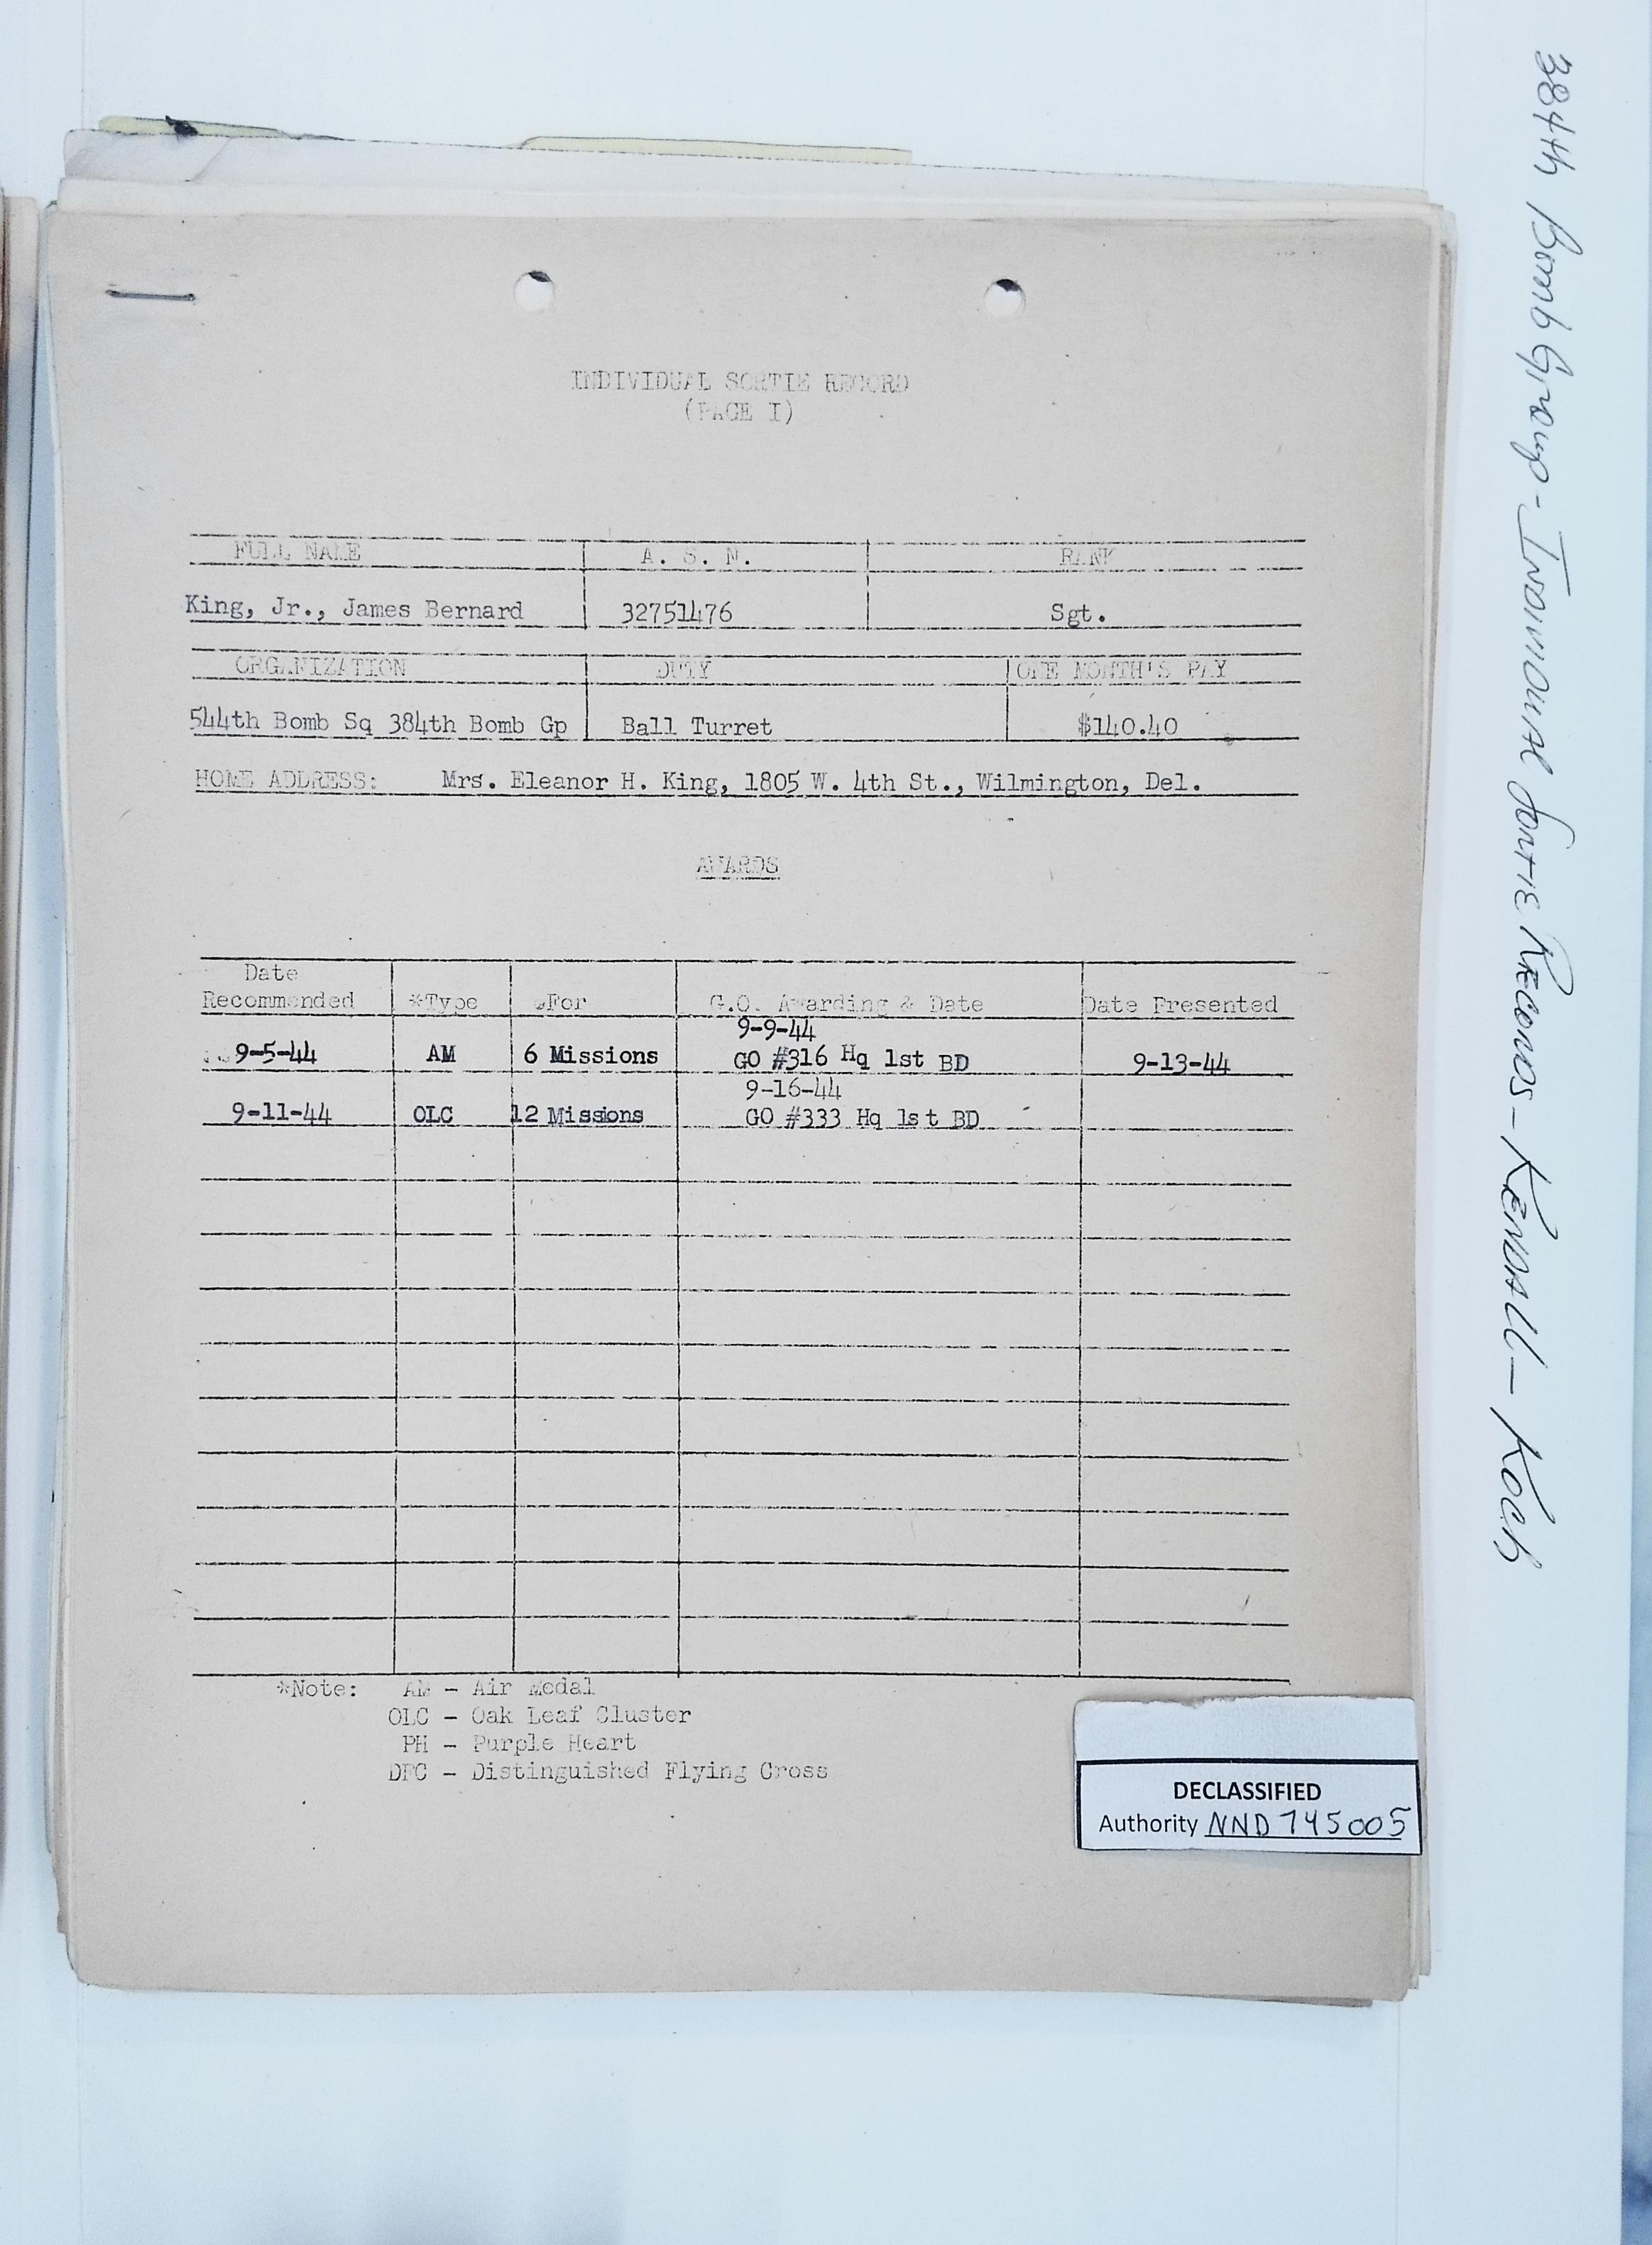 INDIVIDUAL SORTIE RECORD
(PAGE I)
FULL NAME A. S. N. RANK
King, Jr., James Bernard 32751476 Sgt.
ORGANIZATION DUTY ONE MONTH'S PAY
544th Bomb Sq 384th Bomb Gp Ball Turret $140.40
HOME ADDRESS: Mrs. Eleanor H. King, 1805 W. 4th St., Wilmington, Del.
AWARDS
Date
Recommended *Type *For G.O. Awarding & Date Date Presented
9-9-44
9-5-44 AM 6 Missions GO #316 Hq 1st BD 9-13-44
9-16-44
9-11-44 OLC 12 Missions GO #333 Hq 1st BD
*Note: AM - Air Medal
OLC - Oak Leaf Cluster
PH - Purple Heart
DFC - Distinguished Flying Cross
DECLASSIFIED
Authority NND 745005
384th Bomb Group - Individual Sortie Records - Kendall - Koch